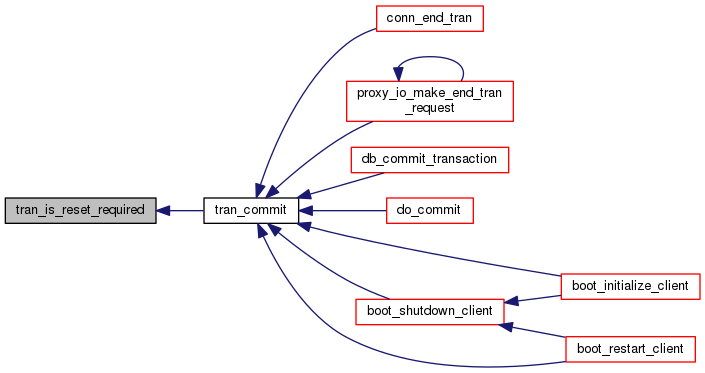 conn_end_tran
proxy_io_make_end_tran
_request
db_commit_transaction
tran_is_reset_required
tran_commit
do_commit
boot_initialize_client
boot_shutdown_client
boot_restart_client